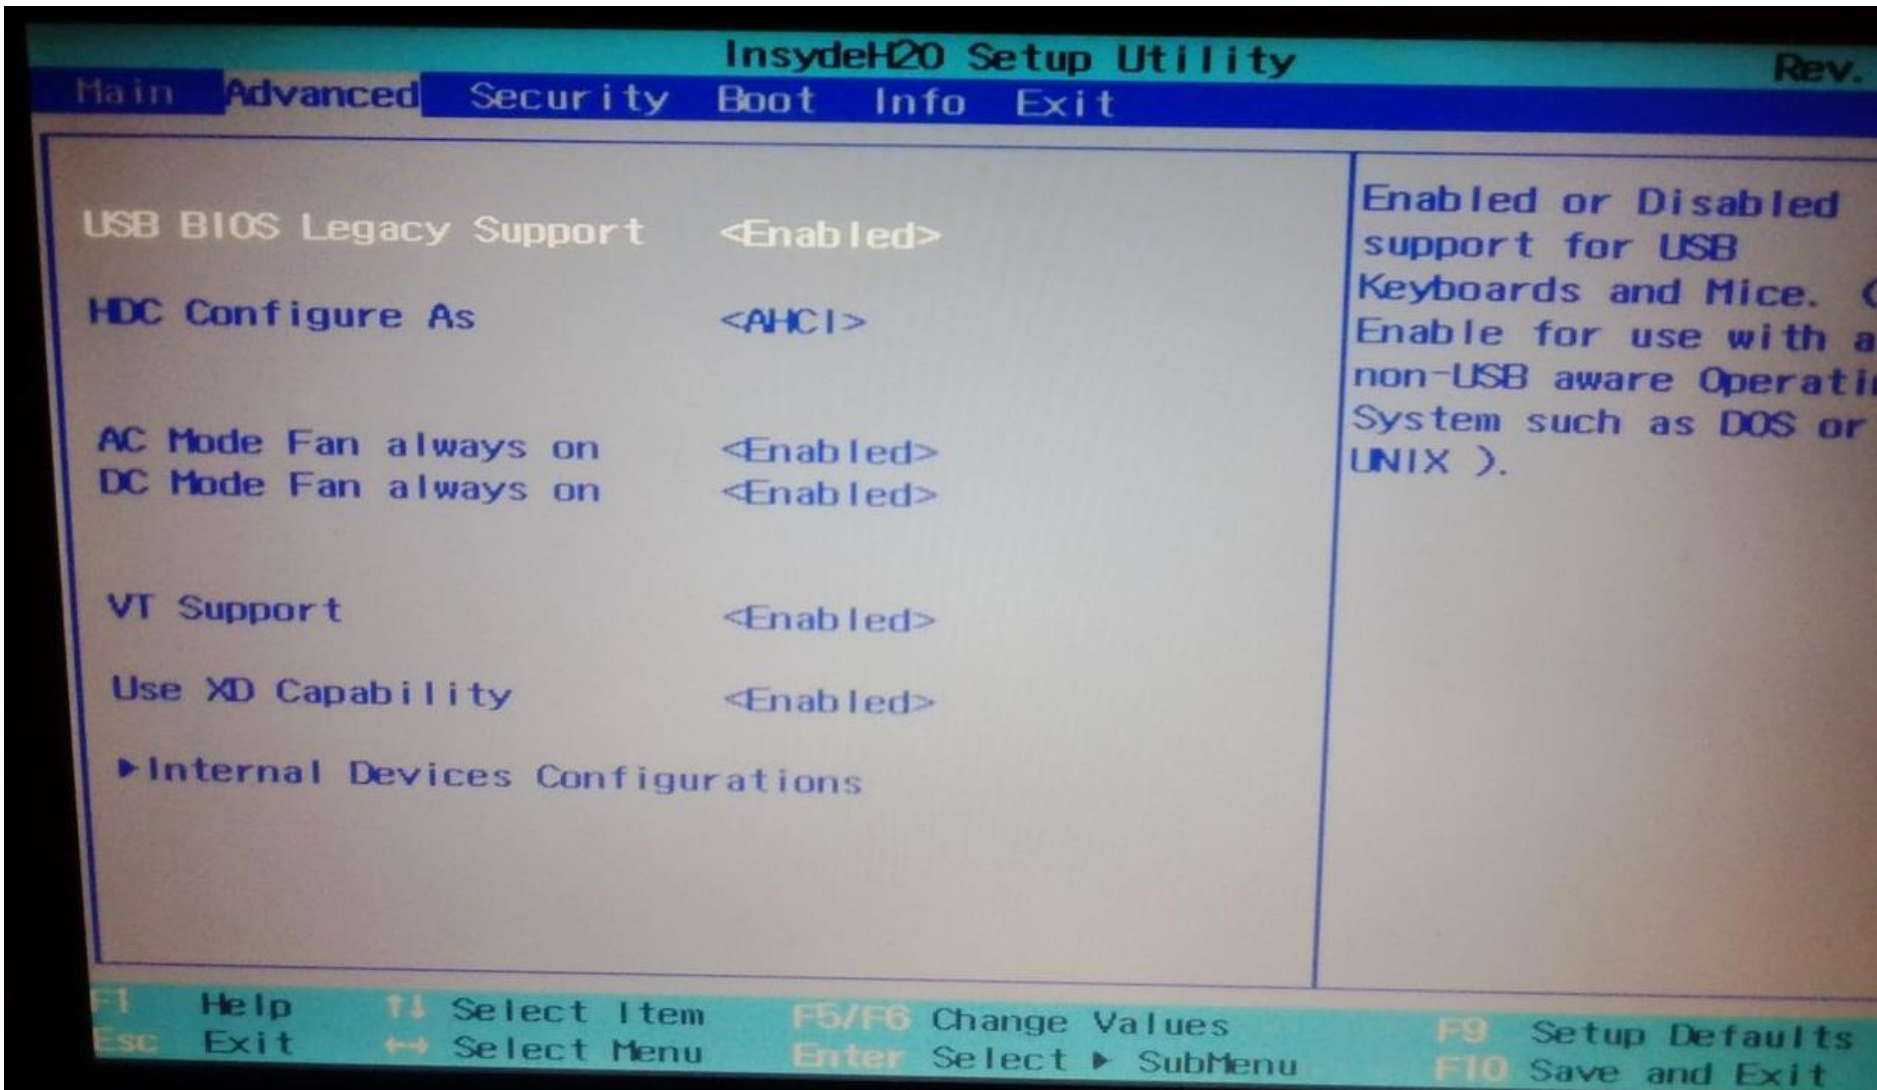 InsydeH20 Setup Utility Rev.
Main Advanced Security Boot Info Exit
USB BIOS Legacy Support <Enabled>
HDC Configure As <AHCI>
AC Mode Fan always on <Enabled>
DC Mode Fan always on <Enabled>
VT Support <Enabled>
Use XD Capability <Enabled>
▶Internal Devices Configurations
Enabled or Disabled
support for USB
Keyboards and Mice. (
Enable for use with a
non-USB aware
System such as DOS or
UNIX ).
F1 Help ↑↓ Select Item F5/F6 Change Values F9 Setup Defaults
Esc Exit ↔ Select Menu Enter Select ▶ SubMenu F10 Save and Exit